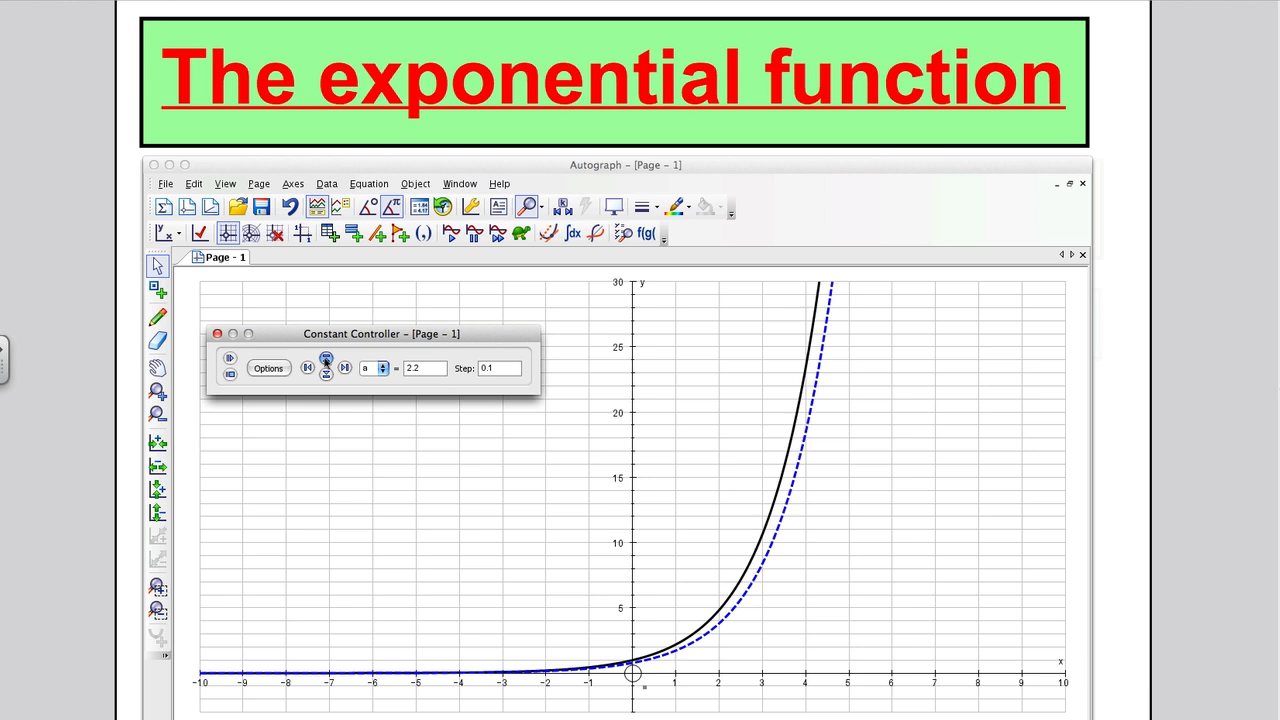 The exponential function
Autograph - [Page - 1]
File Edit View Page Axes Data Equation Object Window Help
Page - 1
Constant Controller - [Page - 1]
Options a = 2.2 Step: 0.1
30 y
25
20
15
10
5
x
-10 -9 -8 -7 -6 -5 -4 -3 -2 -1 1 2 3 4 5 6 7 8 9 10